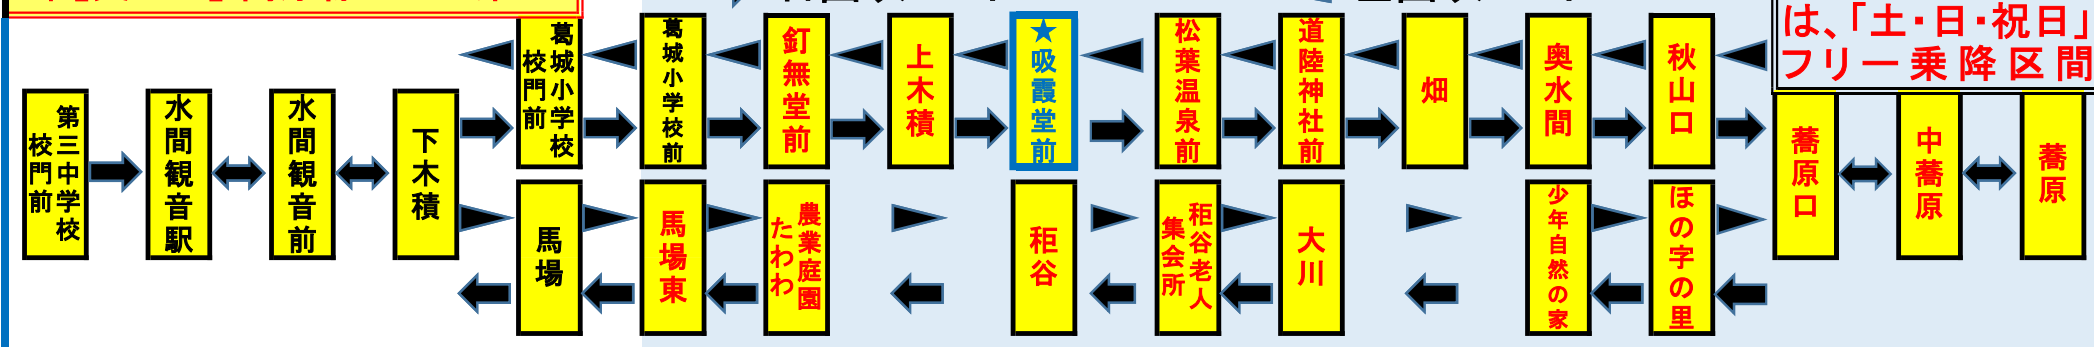 は、「土・日・祝日」
フリー乗降区間
第三中学校
校門前
水間観音駅
水間観音前
下木積
葛城小学校
校門前
葛城小学校前
釘無堂前
上木積
★吸霞堂前
松葉温泉前
道陸神社前
畑
奥水間
秋山口
馬場
馬場東
農業庭園
たわわ
秬谷
秬谷老人
集会所
大川
少年自然の家
ほの字の里
蕎原口
中蕎原
蕎原